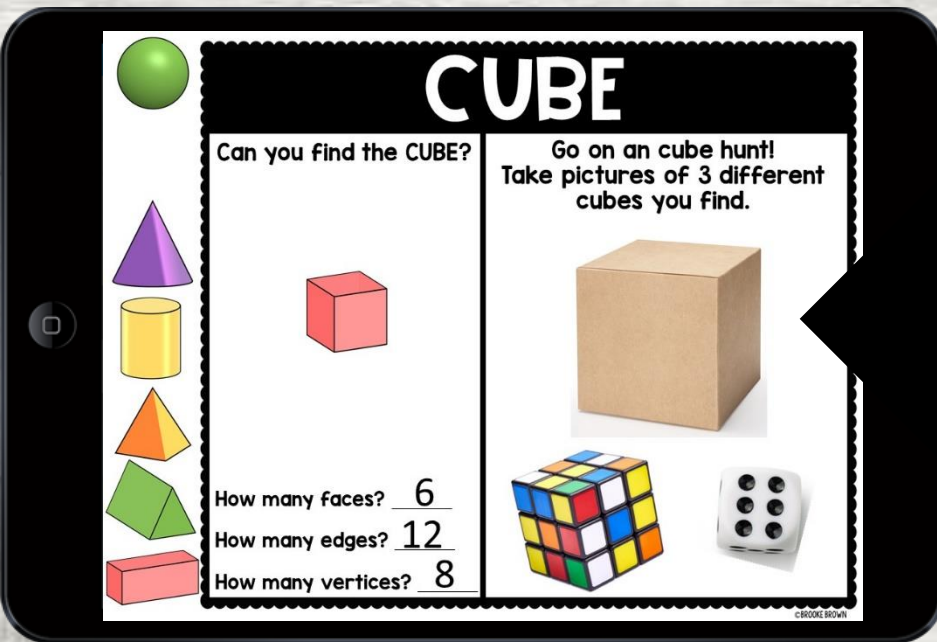 CUBE
Can you find the CUBE?
How many faces? 6
How many edges? 12
How many vertices? 8
Go on an cube hunt!
Take pictures of 3 different
cubes you find.
©BROOKE BROWN